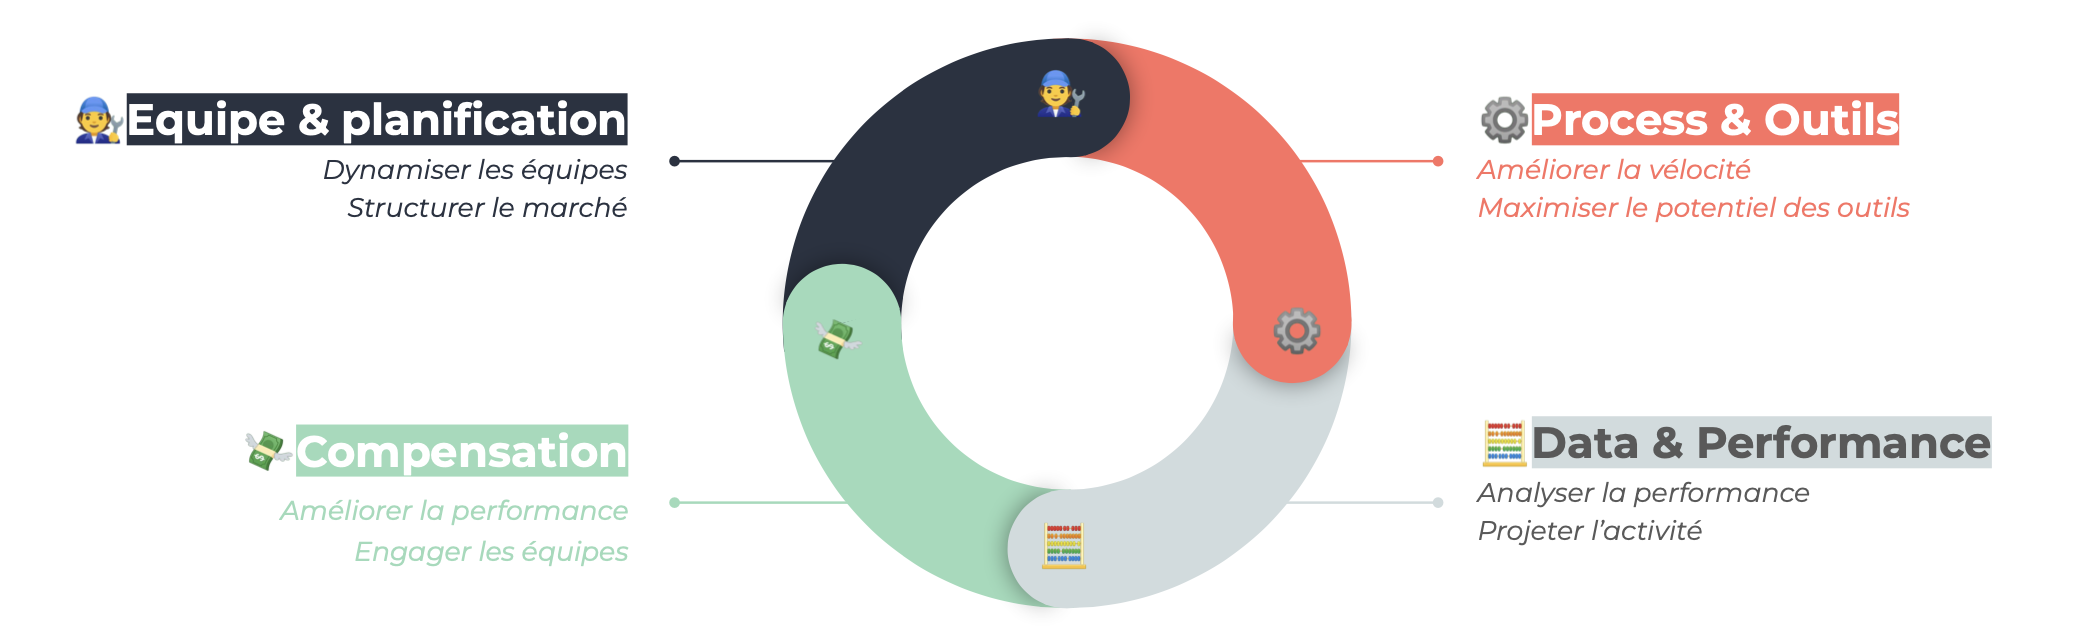 Equipe & planification
Dynamiser les équipes
Structurer le marché
Process & Outils
Améliorer la vélocité
Maximiser le potentiel des outils
Compensation
Améliorer la performance
Engager les équipes
Data & Performance
Analyser la performance
Projeter l’activité